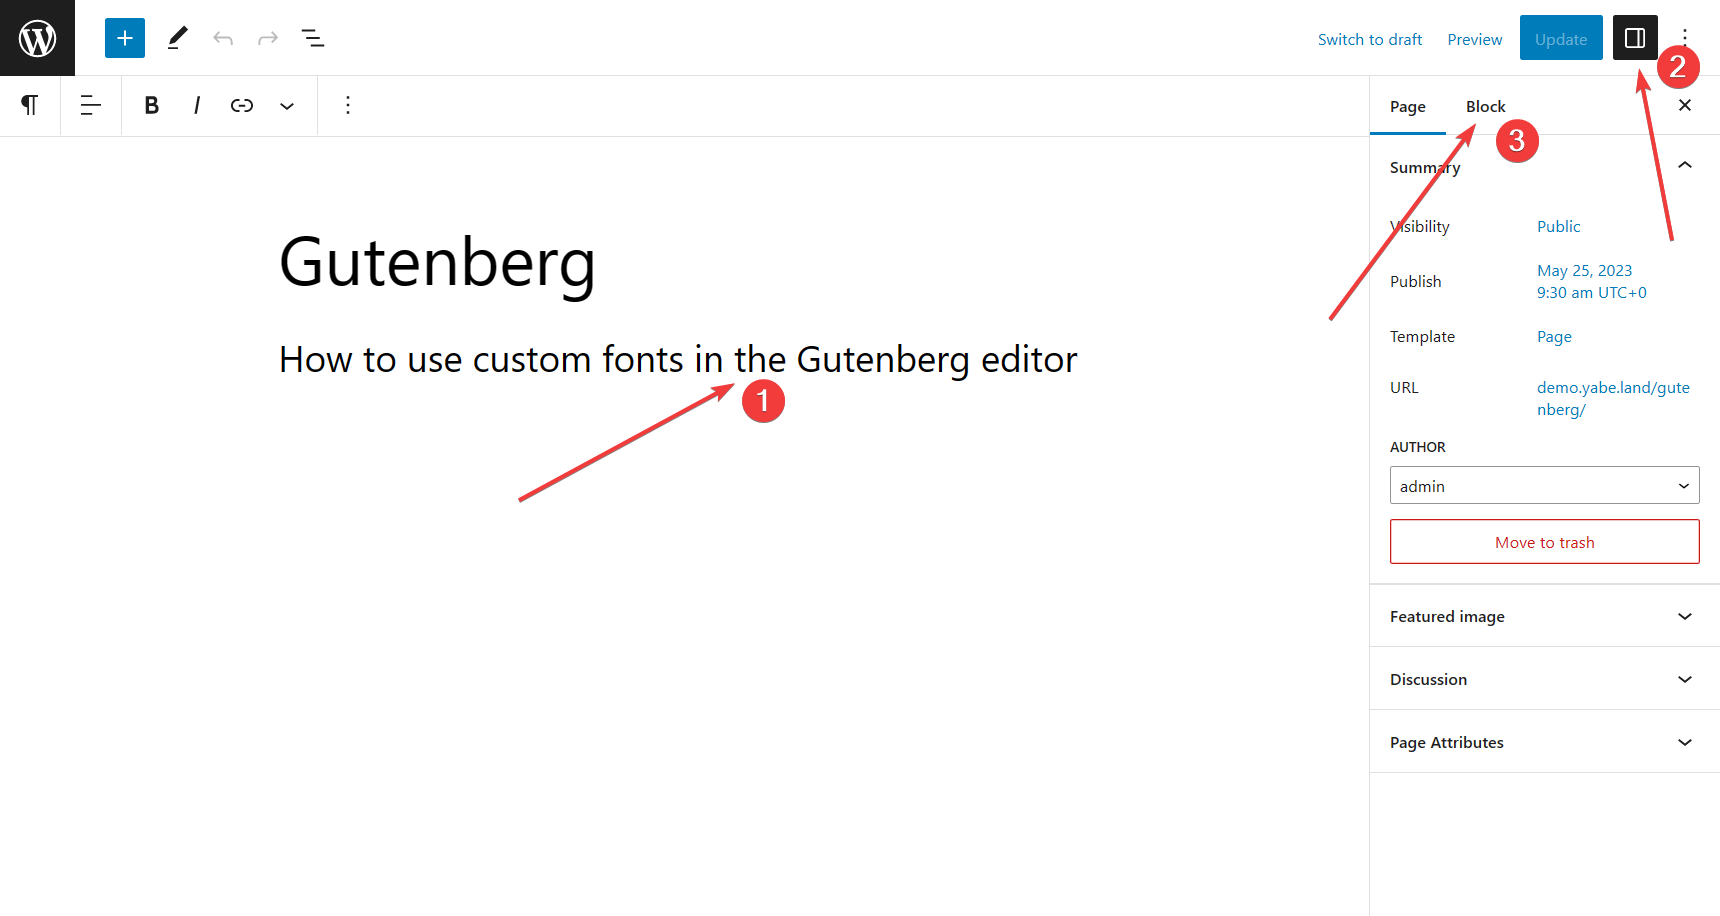 Switch to draft Preview Update
2
B I
Page Block
3
Summary
Visibility Public
Publish May 25, 2023
9:30 am UTC+0
Template Page
URL demo.yabe.land/gute
nberg/
AUTHOR
admin
Move to trash
Featured image
Discussion
Page Attributes
Gutenberg
How to use custom fonts in the Gutenberg editor
1